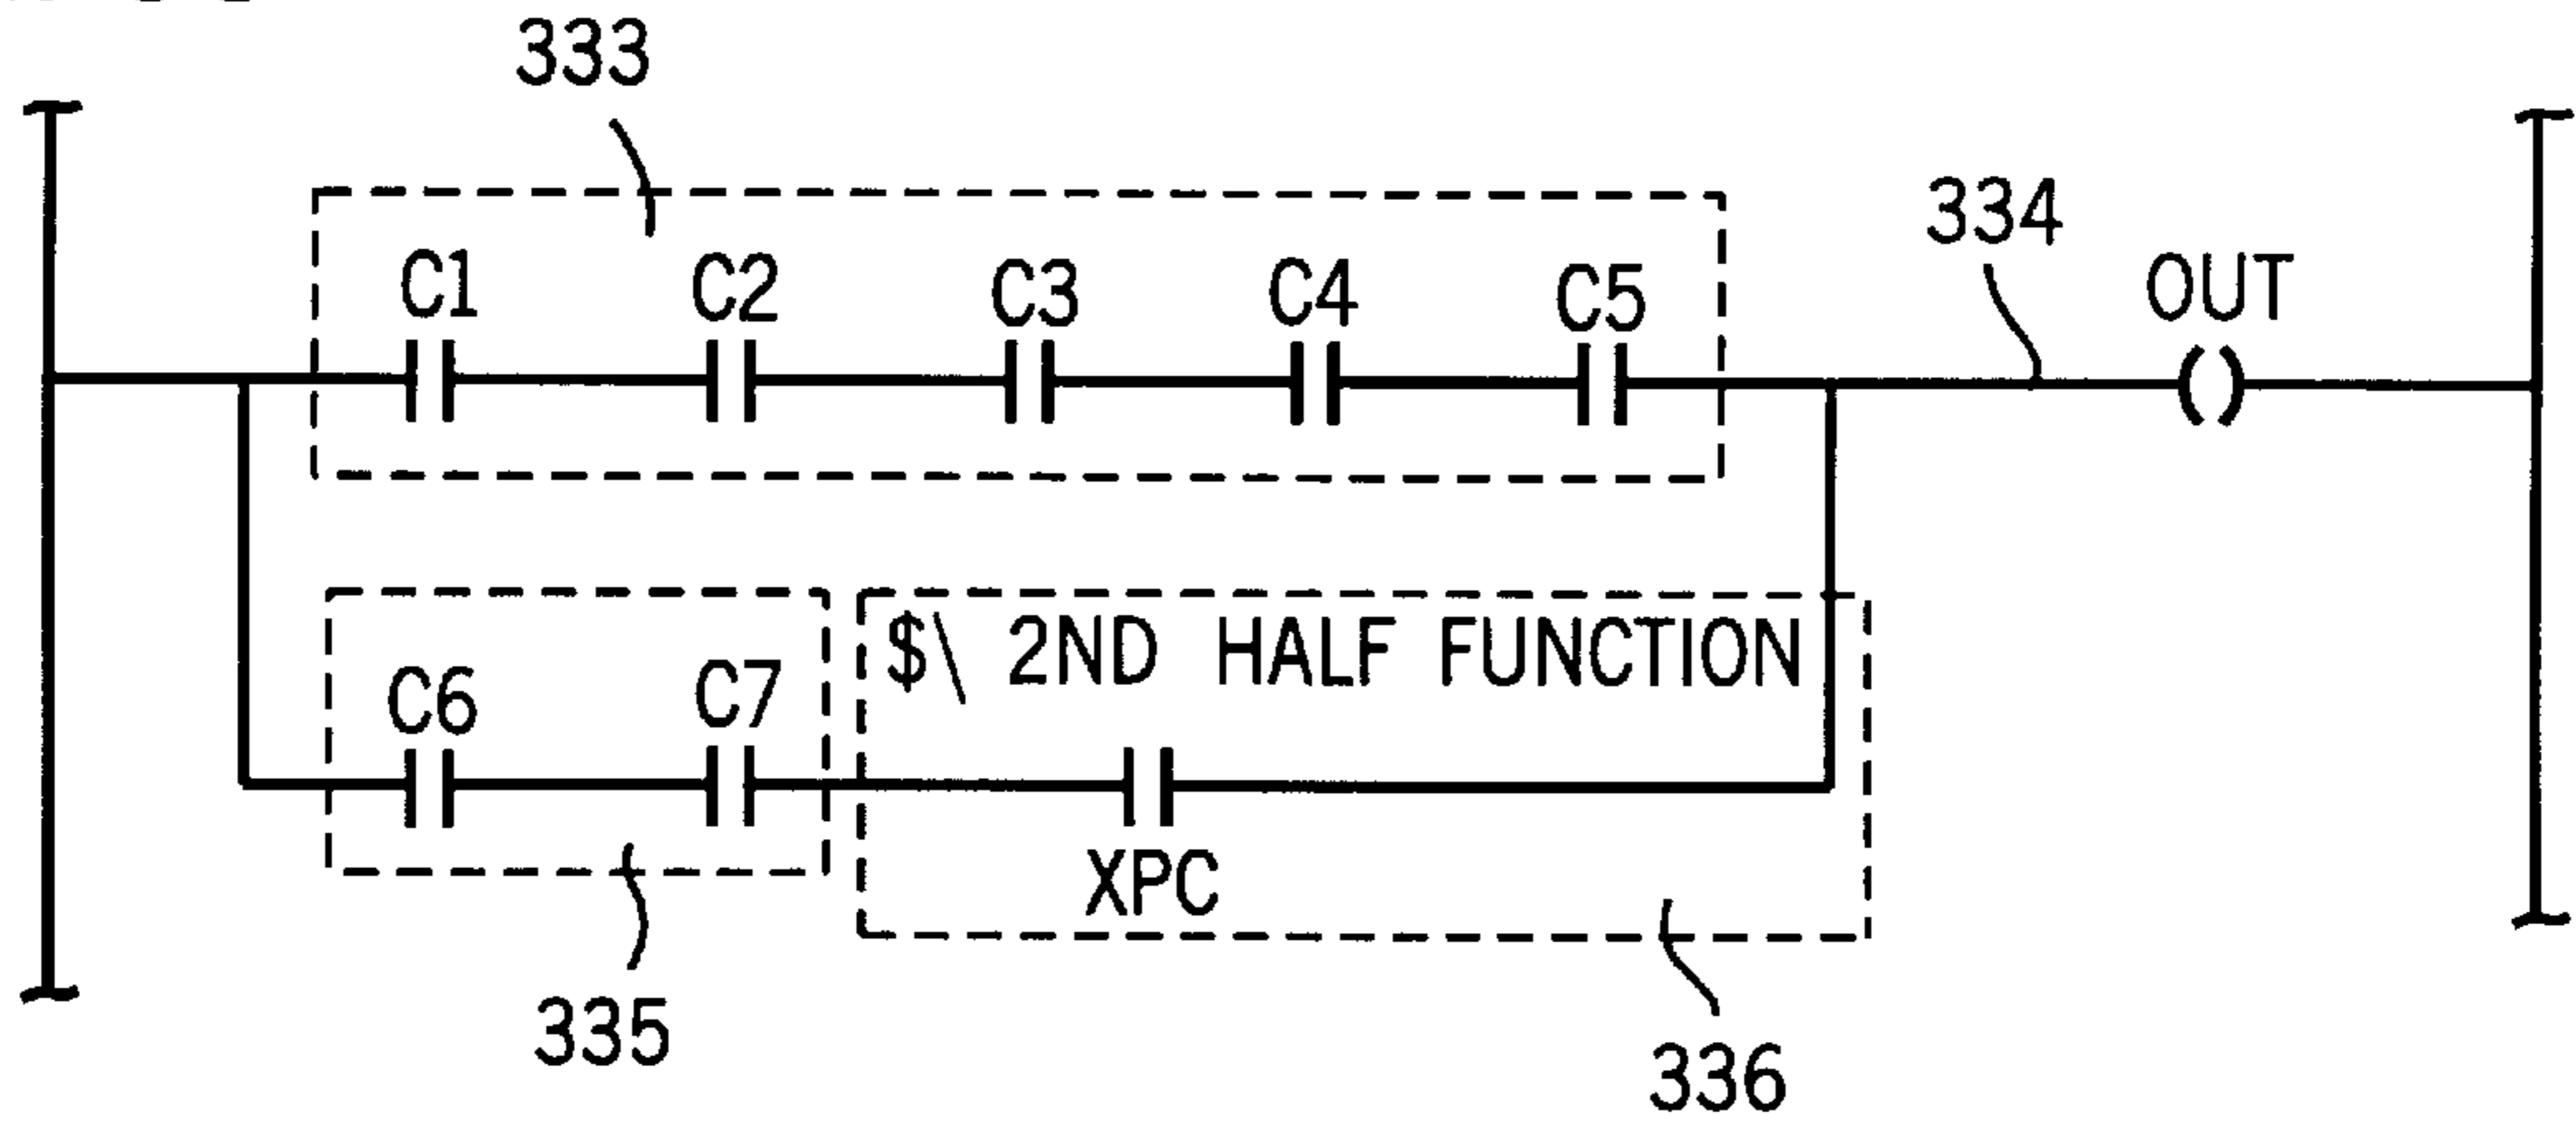 333
334
C1 C2 C3 C4 C5 OUT
$\ 2ND HALF FUNCTION
C6 C7
XPC
335
336